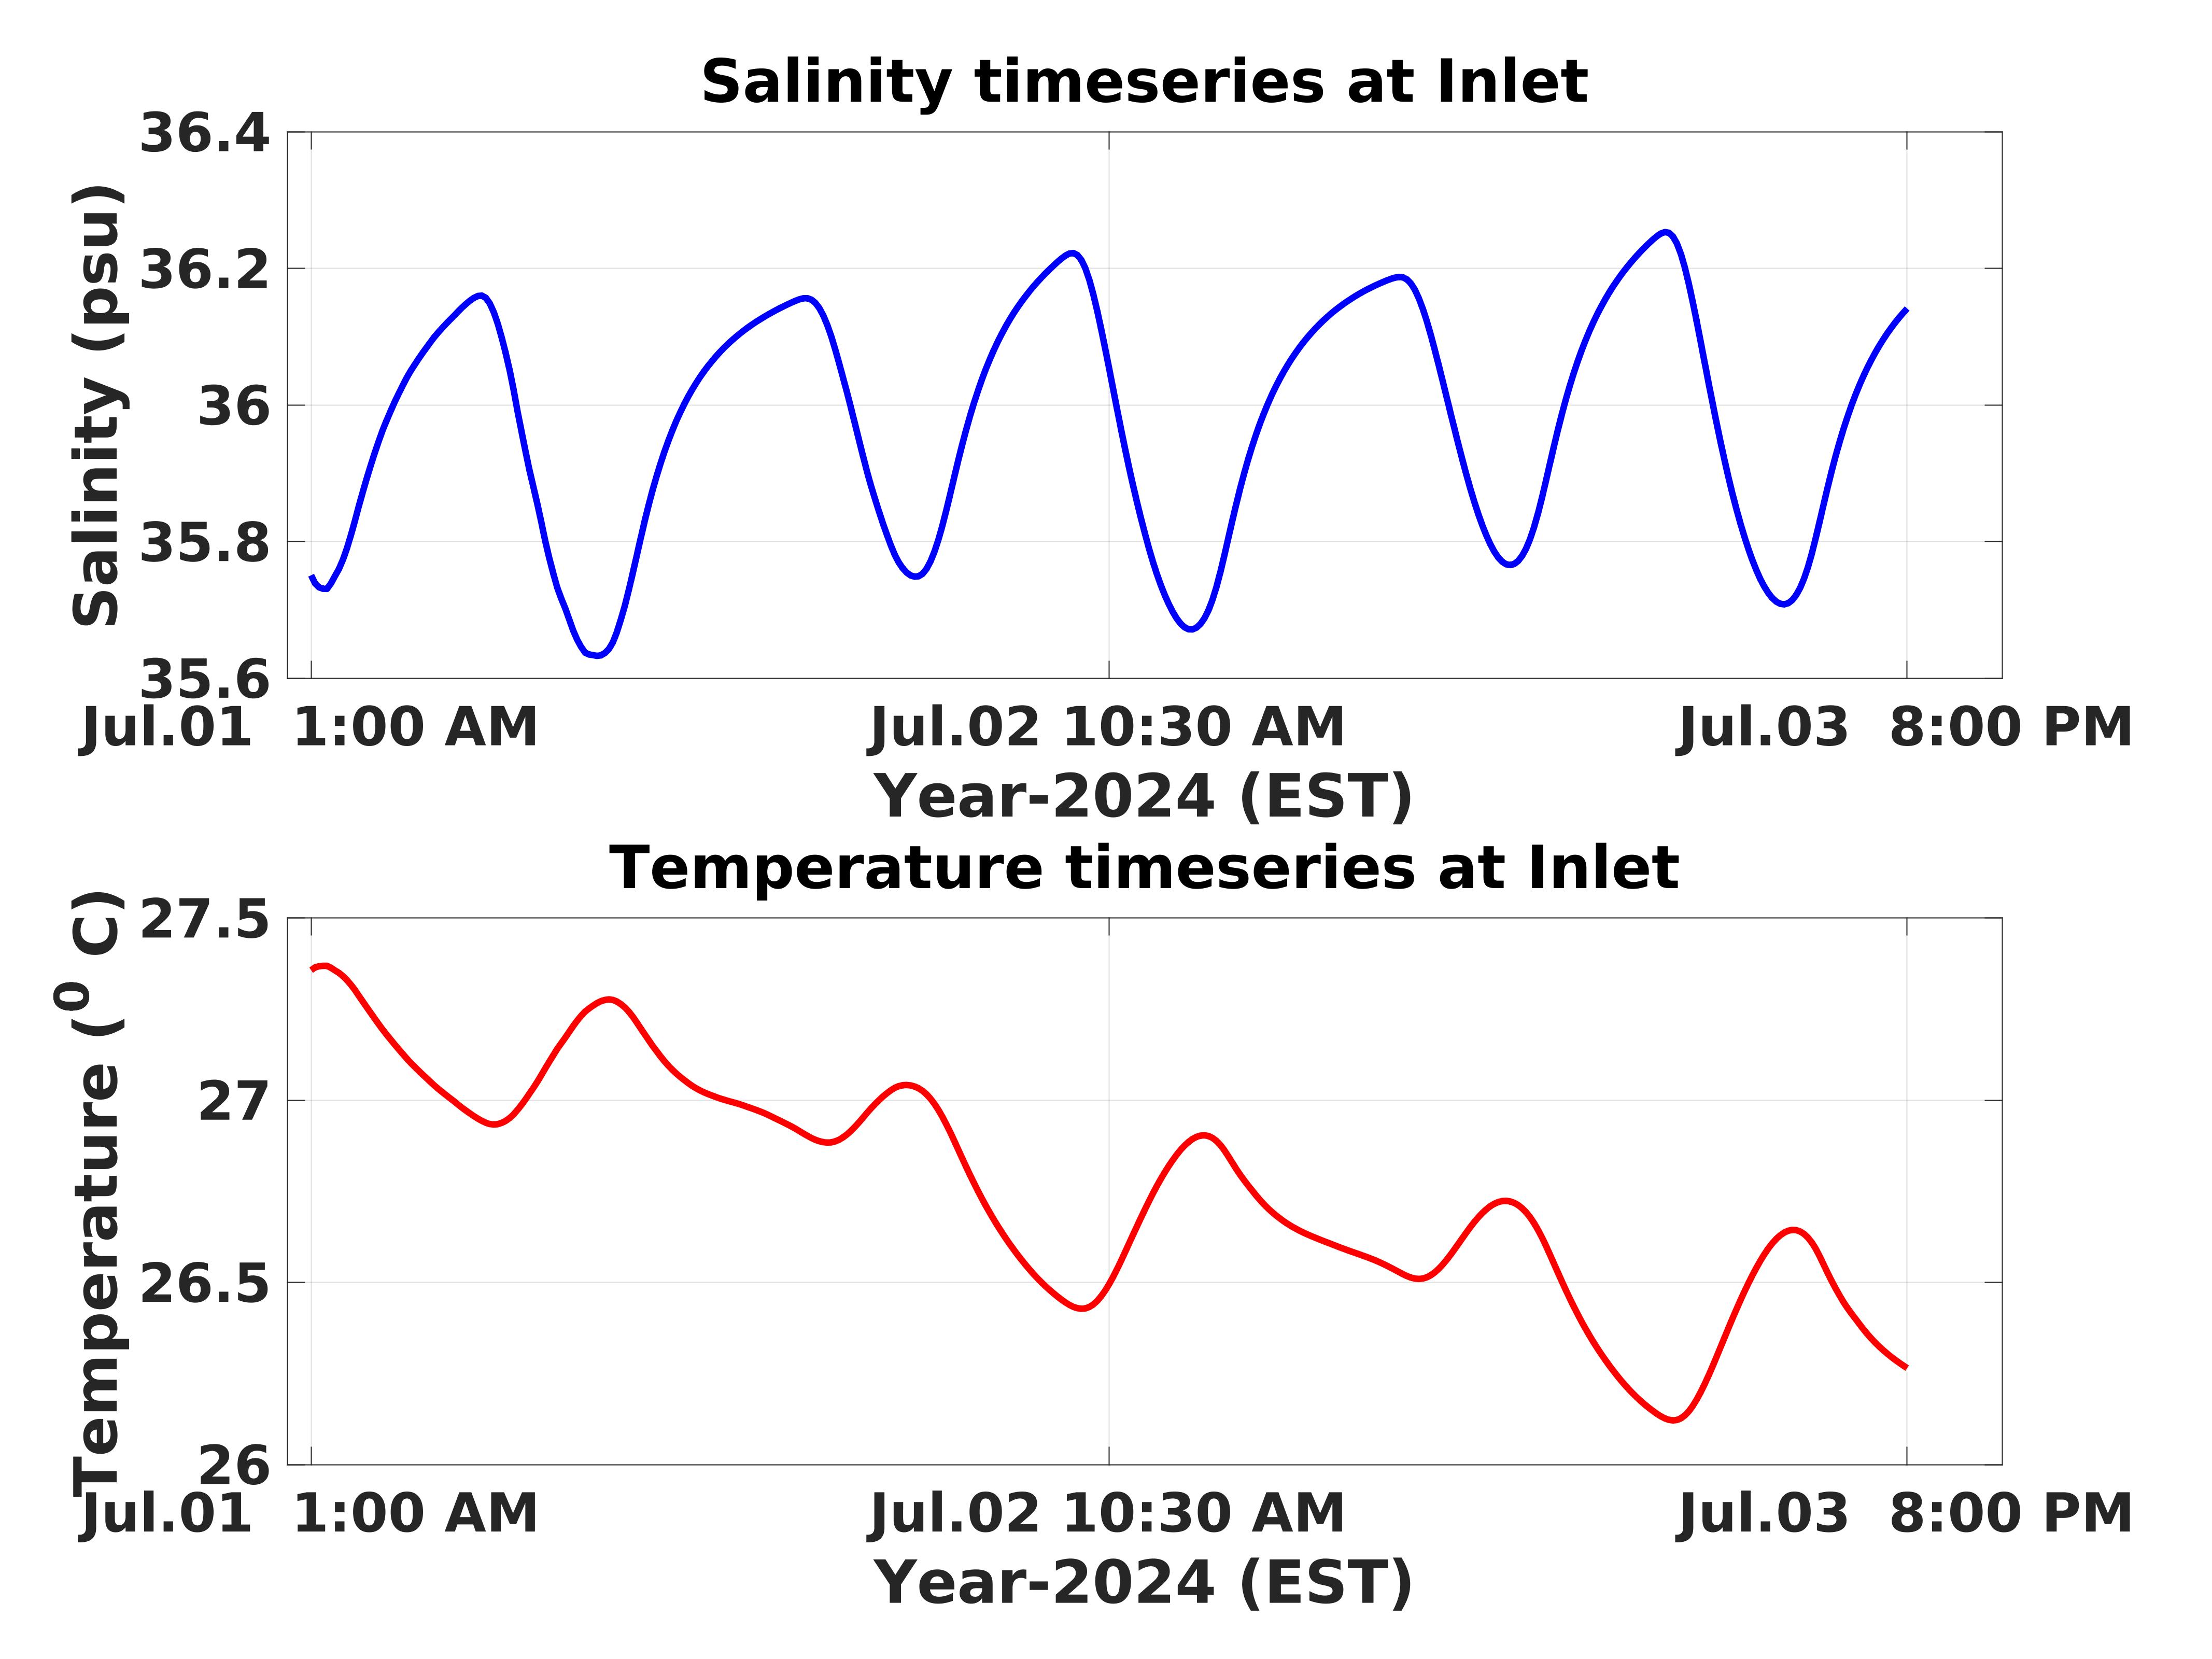 Salinity timeseries at Inlet
Salinity (psu)
36.4
36.2
36
35.8
35.6
Jul.01  1:00 AM
Jul.02 10:30 AM
Jul.03  8:00 PM
Year-2024 (EST)
Temperature timeseries at Inlet
Temperature (⁰ C)
27.5
27
26.5
26
Jul.01  1:00 AM
Jul.02 10:30 AM
Jul.03  8:00 PM
Year-2024 (EST)